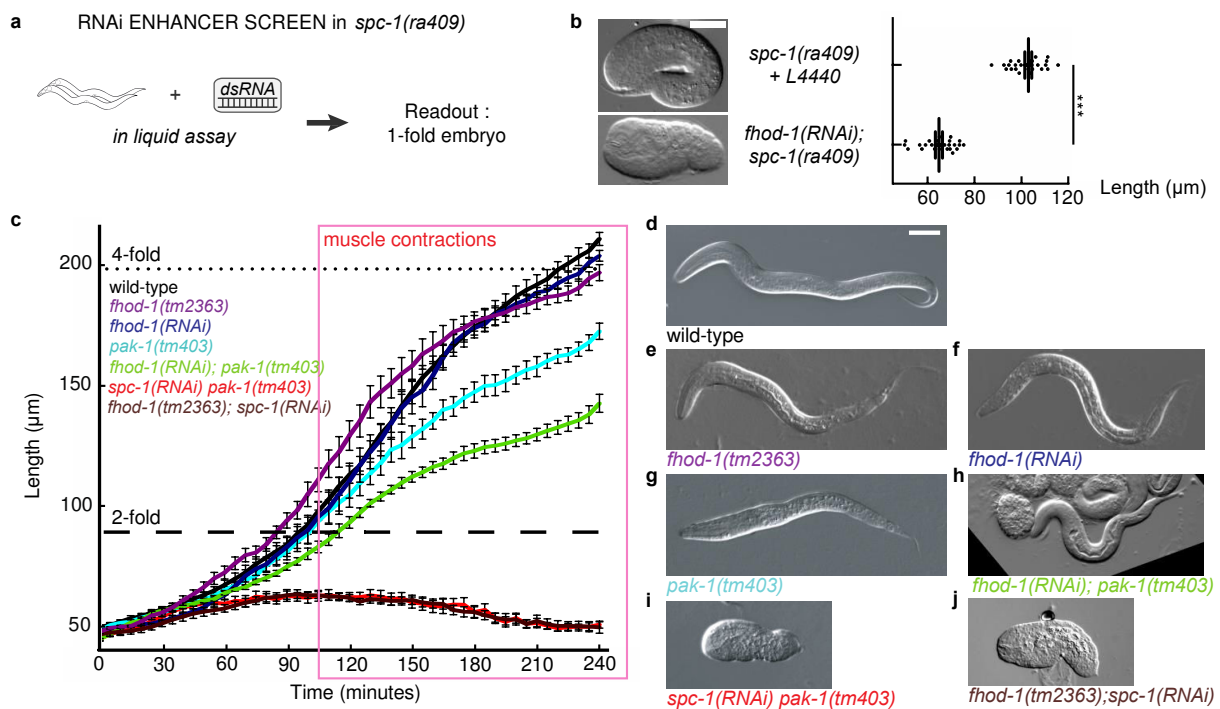 a
RNAi ENHANCER SCREEN in spc-1(ra409)
+
dsRNA
in liquid assay
Readout :
1-fold embryo
b
spc-1(ra409)
+ L4440
fhod-1(RNAi);
spc-1(ra409)
***
60
80
100
120
Length (µm)
c
muscle contractions
4-fold
wild-type
fhod-1(tm2363)
fhod-1(RNAi)
pak-1(tm403)
fhod-1(RNAi); pak-1(tm403)
spc-1(RNAi) pak-1(tm403)
fhod-1(tm2363); spc-1(RNAi)
2-fold
200
150
100
50
Length (µm)
0
30
60
90
120
150
180
210
240
Time (minutes)
d
wild-type
e
fhod-1(tm2363)
f
fhod-1(RNAi)
g
pak-1(tm403)
h
fhod-1(RNAi); pak-1(tm403)
i
spc-1(RNAi) pak-1(tm403)
j
fhod-1(tm2363);spc-1(RNAi)